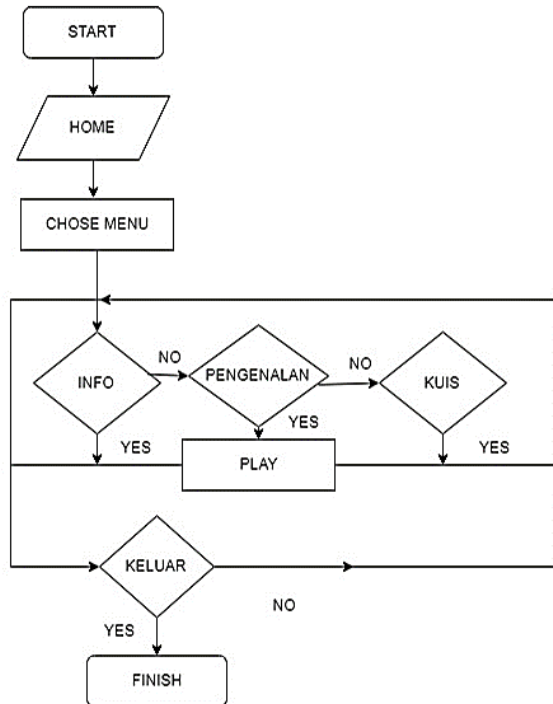 START
HOME
CHOSE MENU
INFO
NO
PENGENALAN
NO
KUIS
YES
YES
YES
PLAY
KELUAR
NO
YES
FINISH